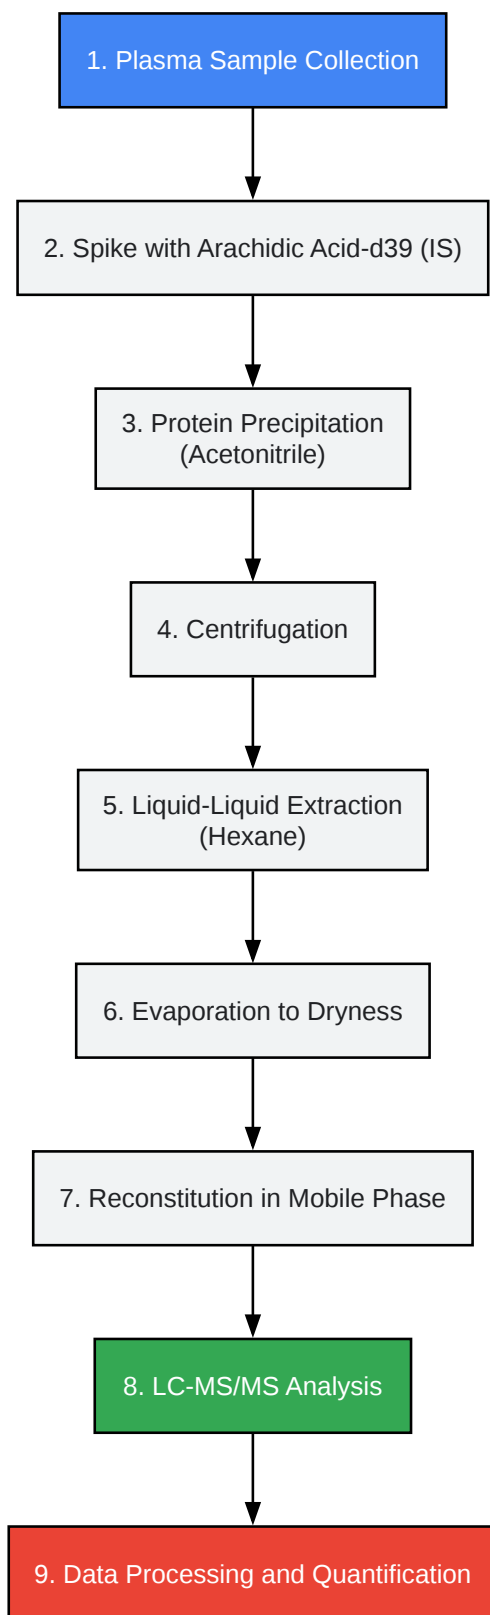 1. Plasma Sample Collection
2. Spike with Arachidic Acid-d39 (IS)
3. Protein Precipitation
(Acetonitrile)
4. Centrifugation
5. Liquid-Liquid Extraction
(Hexane)
6. Evaporation to Dryness
7. Reconstitution in Mobile Phase
8. LC-MS/MS Analysis
9. Data Processing and Quantification